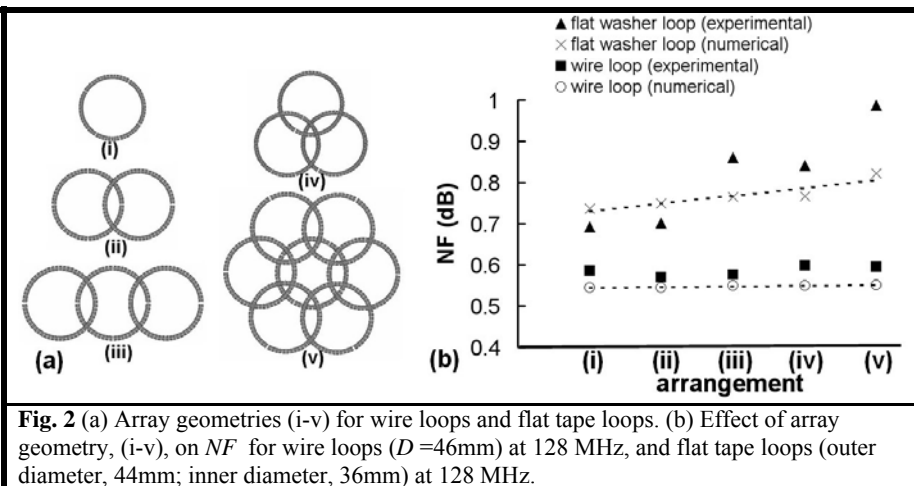 (i)
(ii)
(iii)
(iv)
(v)
(a)
▲ flat washer loop (experimental)
× flat washer loop (numerical)
■ wire loop (experimental)
○ wire loop (numerical)
NF (dB)
1
0.9
0.8
0.7
0.6
0.5
0.4
(i) (ii) (iii) (iv) (v)
arrangement
(b)
Fig. 2 (a) Array geometries (i-v) for wire loops and flat tape loops. (b) Effect of array
geometry, (i-v), on NF for wire loops (D =46mm) at 128 MHz, and flat tape loops (outer
diameter, 44mm; inner diameter, 36mm) at 128 MHz.